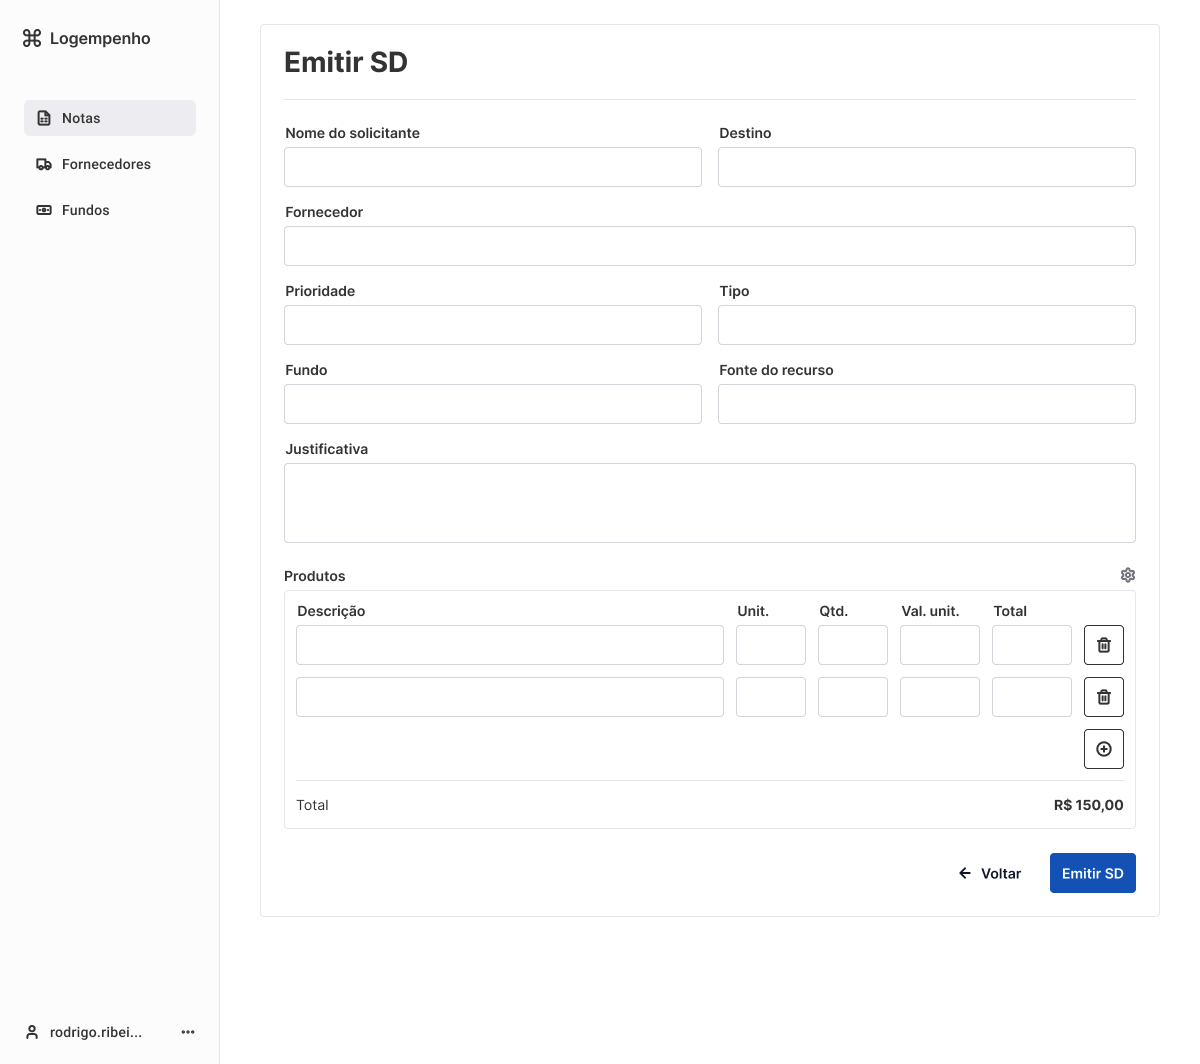 Logempenho
Notas
Fornecedores
Fundos
rodrigo.ribei...
Emitir SD
Nome do solicitante
Destino
Fornecedor
Prioridade
Tipo
Fundo
Fonte do recurso
Justificativa
Produtos
Descrição Unit. Qtd. Val. unit. Total
Total R$ 150,00
Voltar
Emitir SD